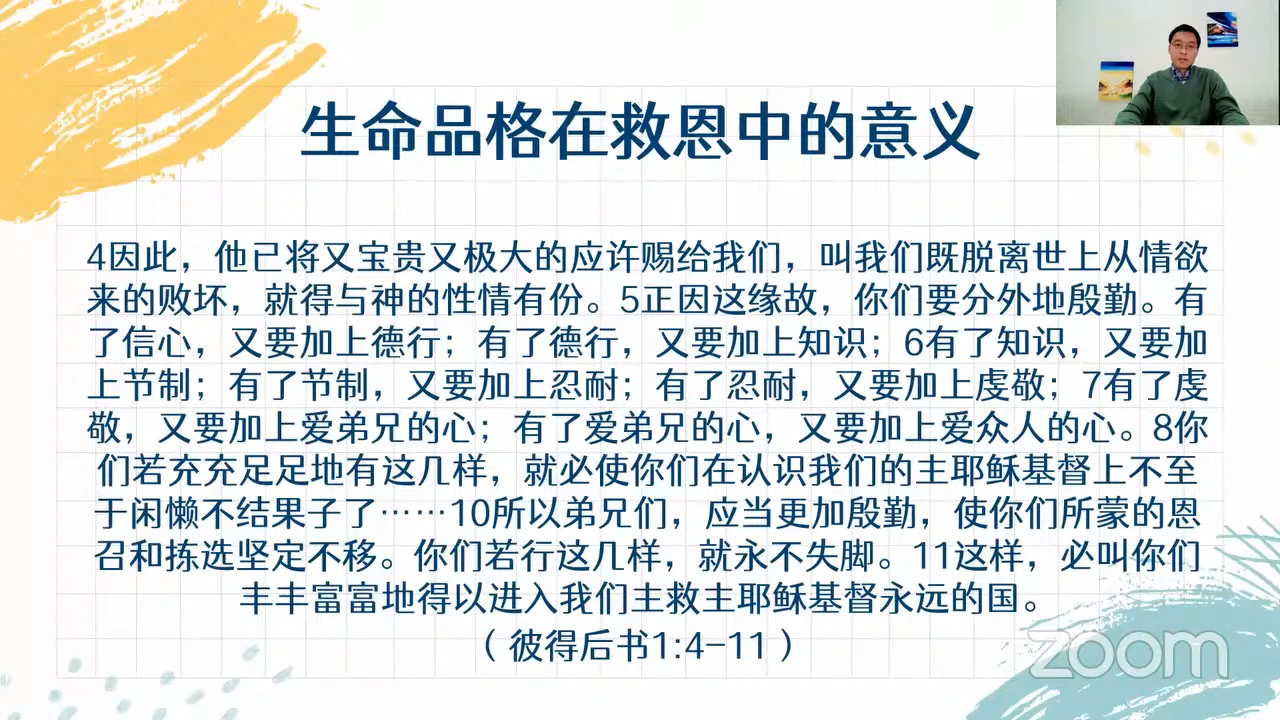 生命品格在救恩中的意义
4因此，他已将又宝贵又极大的应许赐给我们，叫我们既脱离世上从情欲
来的败坏，就得与神的性情有份。5正因这缘故，你们要分外地殷勤。有
了信心，又要加上德行；有了德行，又要加上知识；6有了知识，又要加
上节制；有了节制，又要加上忍耐；有了忍耐，又要加上虔敬；7有了虔
敬，又要加上爱弟兄的心；有了爱弟兄的心，又要加上爱众人的心。8你
们若充充足足地有这几样，就必使你们在认识我们的主耶稣基督上不至
于闲懒不结果子了……10所以弟兄们，应当更加殷勤，使你们所蒙的恩
召和拣选坚定不移。你们若行这几样，就永不失脚。11这样，必叫你们
丰丰富富地得以进入我们主救主耶稣基督永远的国。
（彼得后书1:4-11）
zoom